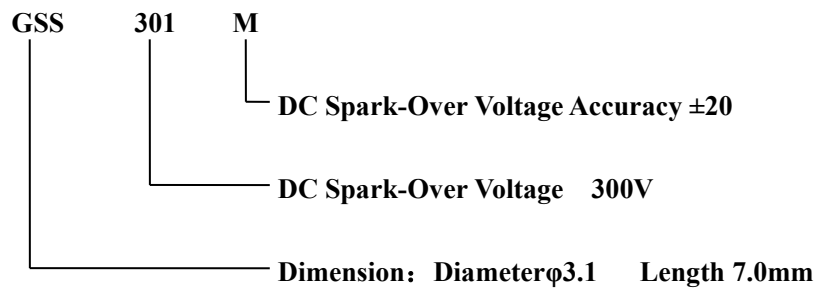 GSS 301 M
DC Spark-Over Voltage Accuracy ±20
DC Spark-Over Voltage 300V
Dimension：Diameterφ3.1 Length 7.0mm